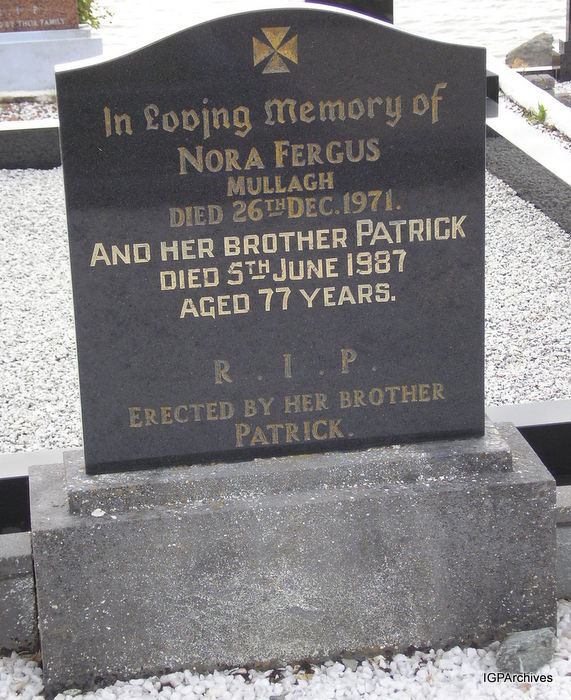 In Loving Memory of
NORA FERGUS
MULLAGH
DIED 26TH DEC. 1971.
AND HER BROTHER PATRICK
DIED 5TH JUNE 1987
AGED 77 YEARS.
R . I . P .
ERECTED BY HER BROTHER
PATRICK.
IGPArchives